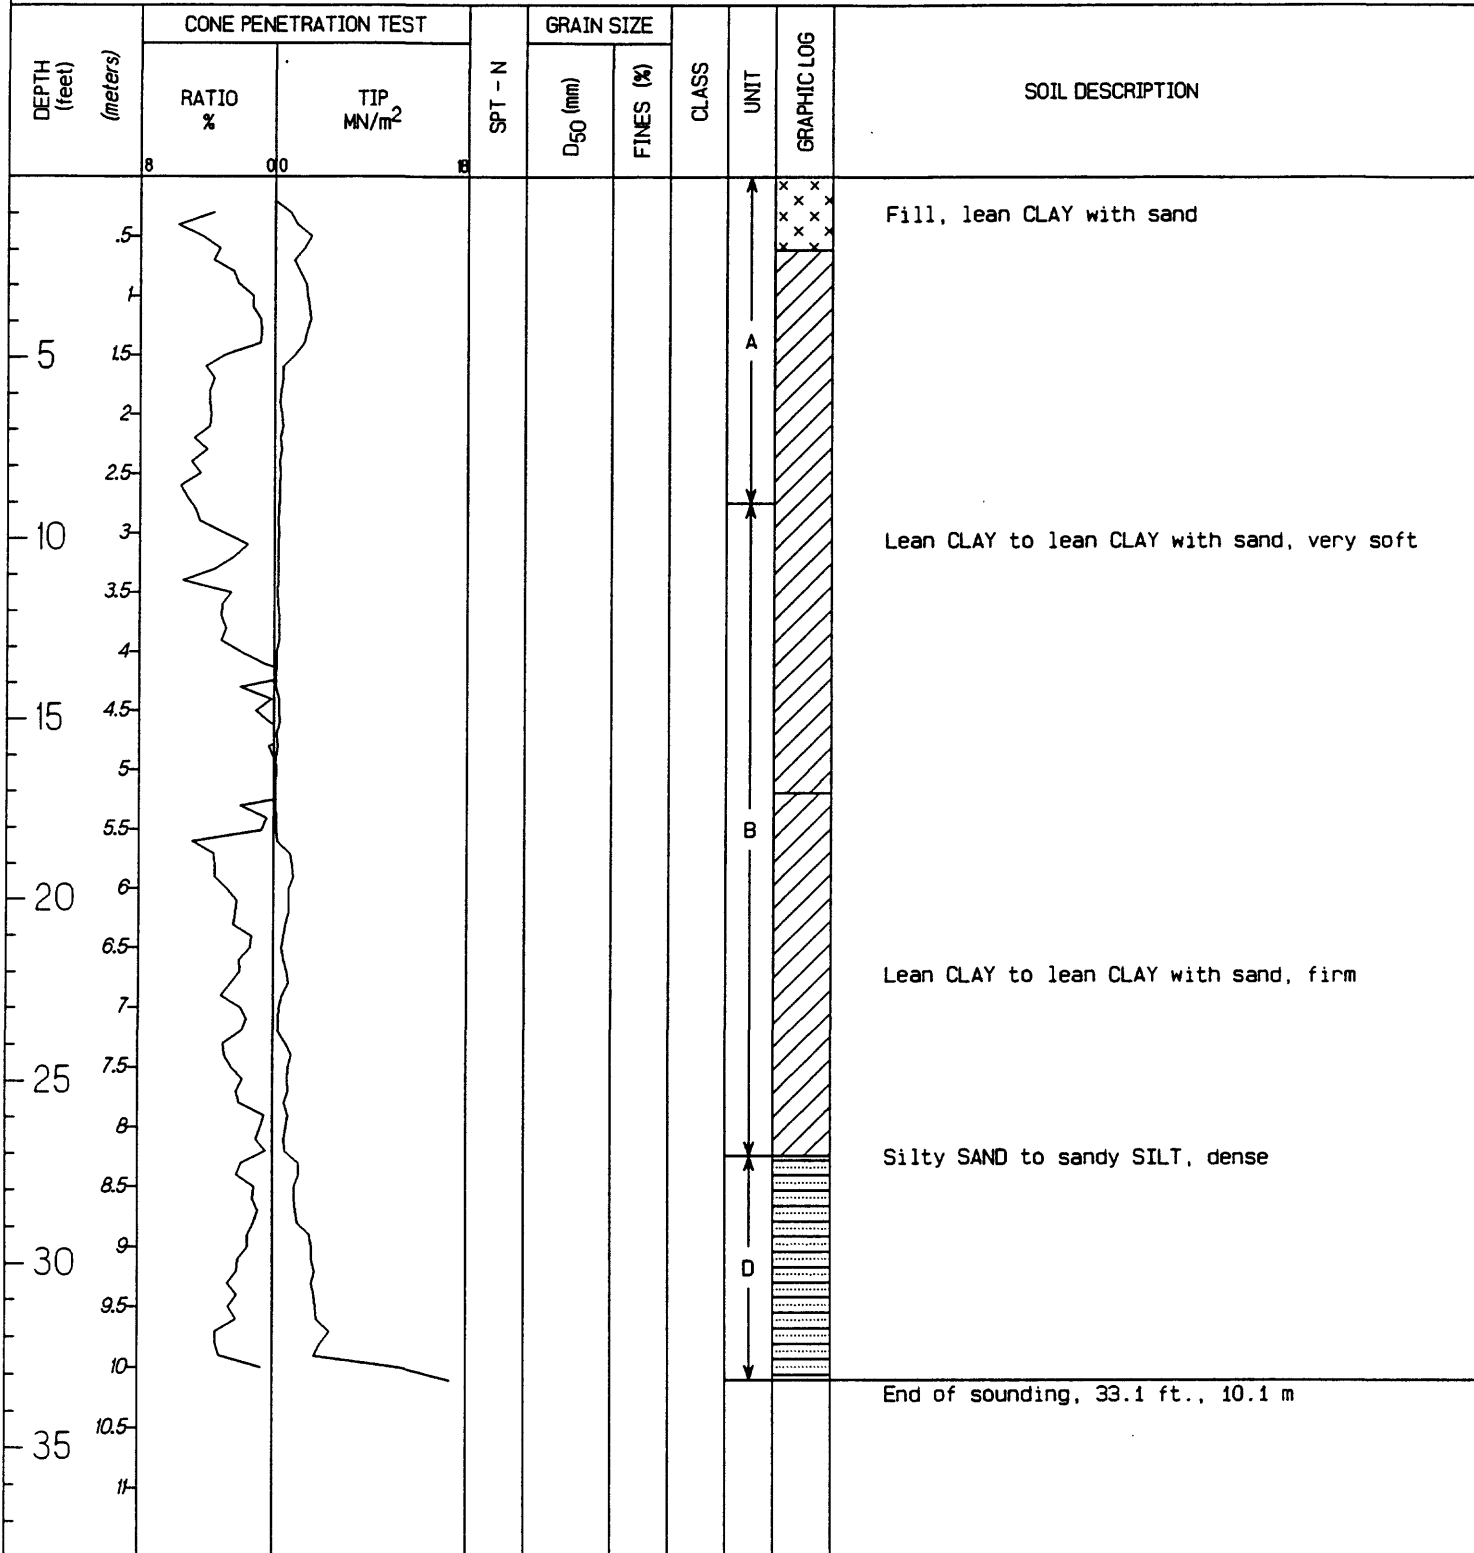 CONE PENETRATION TEST
GRAIN SIZE
DEPTH
(feet)
(meters)
RATIO
%
TIP
MN/m²
SPT - N
D50 (mm)
FINES (%)
CLASS
UNIT
GRAPHIC LOG
SOIL DESCRIPTION
8
0
0
18
Fill, lean CLAY with sand
.5
1
A
5
1.5
2
2.5
10
3
Lean CLAY to lean CLAY with sand, very soft
3.5
4
15
4.5
5
B
5.5
20
6
6.5
Lean CLAY to lean CLAY with sand, firm
7
7.5
25
8
Silty SAND to sandy SILT, dense
8.5
9
30
D
9.5
10
End of sounding, 33.1 ft., 10.1 m
10.5
35
11